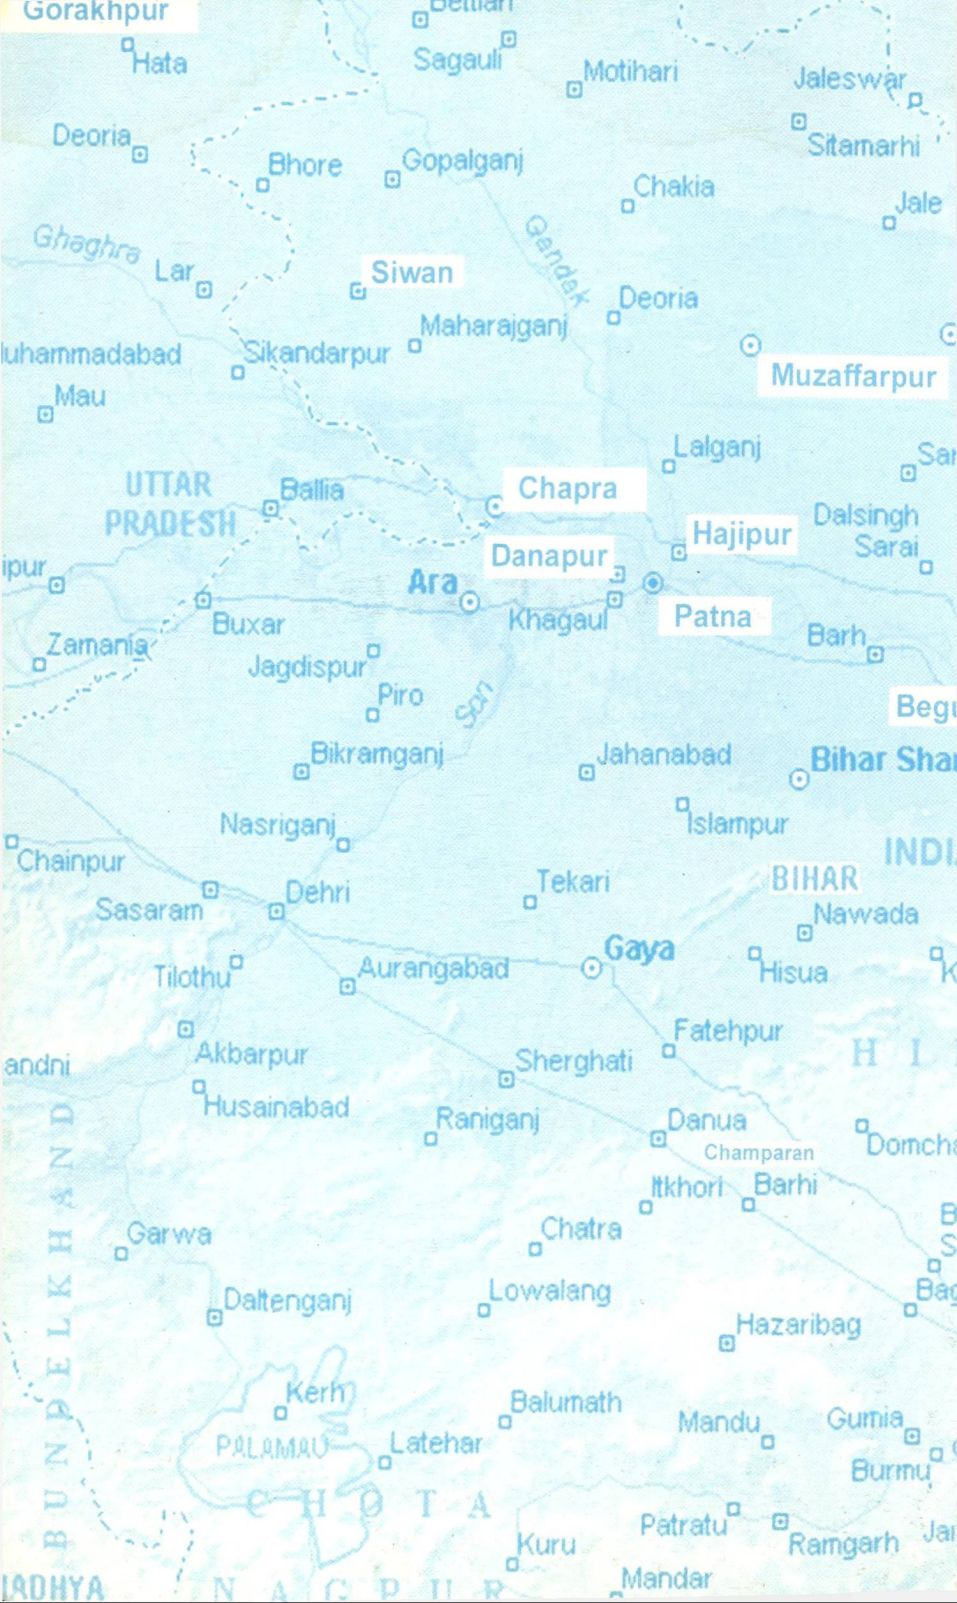 Gorakhpur
Hata
Sagauli
Motihari
Jaleswar
Deoria
Sitamarhi
Bhore
Gopalganj
Chakia
Jale
Ghaghra
Gandak
Lar
Siwan
Deoria
Maharajganj
Sikandarpur
Muzaffarpur
Mau
Lalganj
UTTAR
PRADESH
Ballia
Chapra
Dalsingh
Sarai
Hajipur
Danapur
Ara
Khagaul
Patna
Buxar
Barh
Zamania
Jagdispur
Piro
Son
Bikramganj
Jahanabad
Bihar Shar
Islampur
Nasriganj
Chainpur
Sasaram
Dehri
Tekari
BIHAR
Nawada
Tilothu
Aurangabad
Gaya
Hisua
Fatehpur
Akbarpur
Sherghati
Husainabad
Raniganj
Danua
Champaran
Itkhori
Barhi
BUNDELKHAND
Garwa
Chatra
Daltenganj
Lowalang
Hazaribag
Kerh
Balumath
Mandu
Gumia
PALAMAU
Latehar
Burmu
CHOTA
Patratu
Ramgarh
Kuru
Mandar
NAGPUR